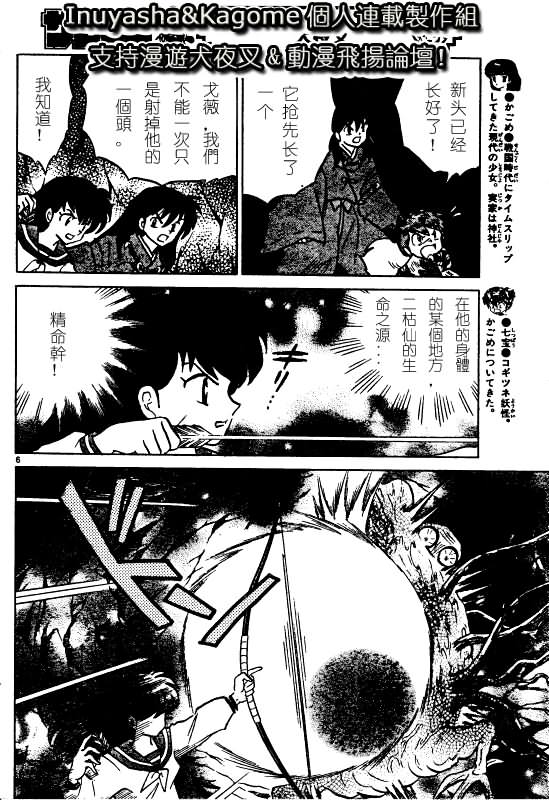 Inuyasha&Kagome 個人連載製作組
支持漫遊犬夜叉 & 動漫飛揚論壇!
新头已经
长好了!
它抢先长了
一个
戈薇,我們
不能一次只
是射掉他的
一個頭。
我知道!
●かごめ●戦国時代にタイムスリップ
してきた現代の少女。実家は神社。
在他的身體
的某個地方,
二枯仙的生
命之源...
精命幹!
●七宝●コギツネ妖怪。
かごめについてきた。
6